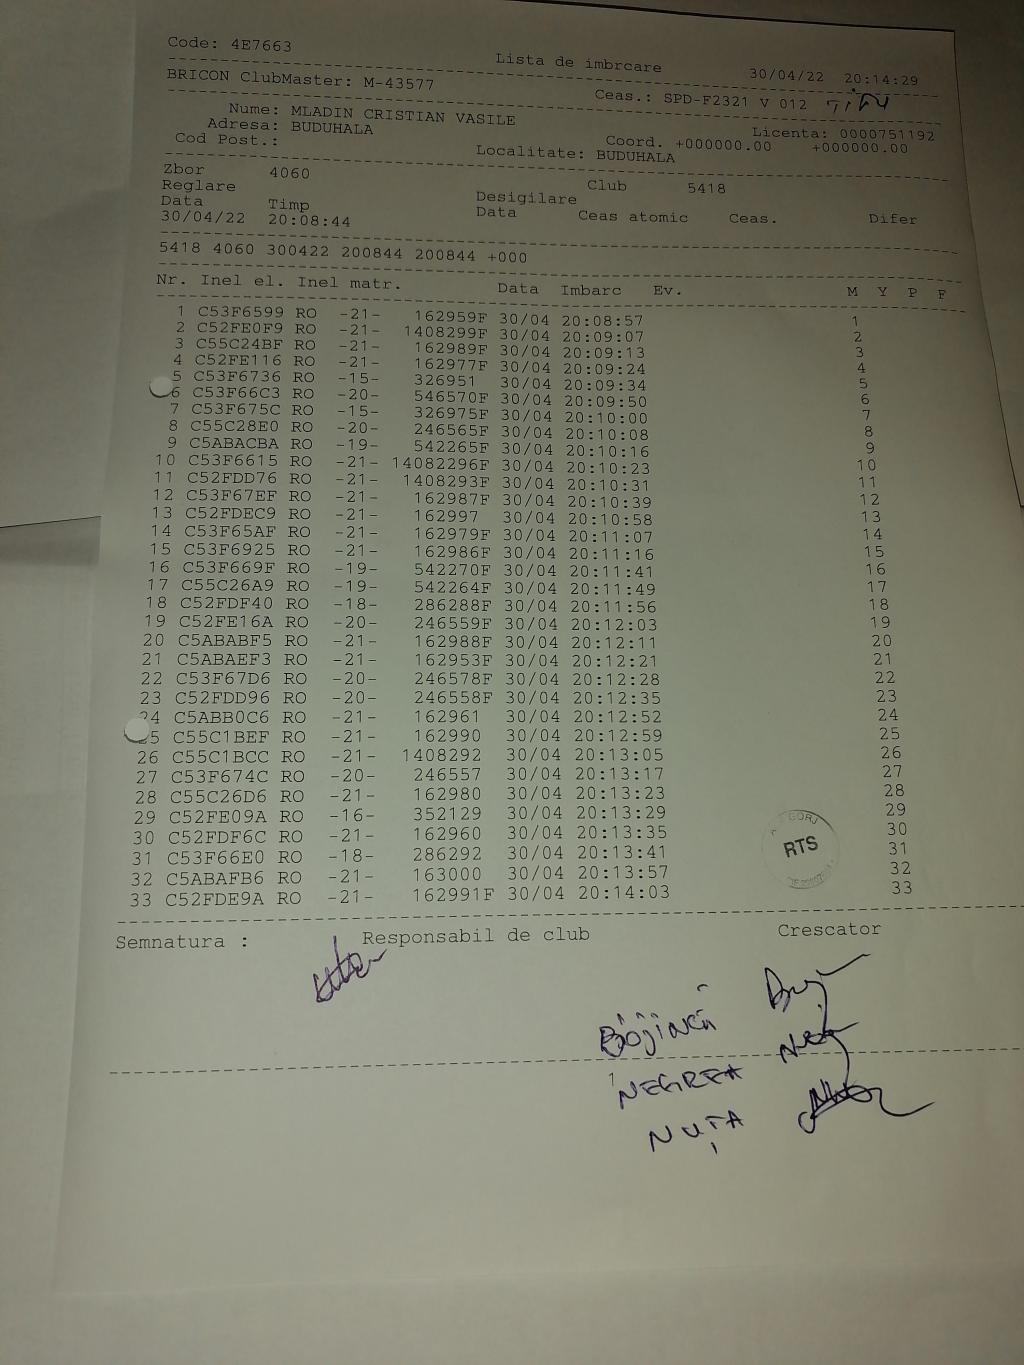 Code: 4E7663
Lista de imbrcare 30/04/22 20:14:29
BRICON ClubMaster: M-43577
Ceas.: SPD-F2321 V 012
Nume: MLADIN CRISTIAN VASILE Licenta: 0000751192
Adresa: BUDUHALA Coord. +000000.00 +000000.00
Cod Post.: Localitate: BUDUHALA
Zbor 4060 Club 5418
Reglare Desigilare
Data Timp Data Ceas atomic Ceas. Difer
30/04/22 20:08:44
5418 4060 300422 200844 200844 +000
Nr. Inel el. Inel matr. Data Imbarc Ev. M Y P F
1 C53F6599 RO -21- 162959F 30/04 20:08:57 1
2 C52FE0F9 RO -21- 1408299F 30/04 20:09:07 2
3 C55C24BF RO -21- 162989F 30/04 20:09:13 3
4 C52FE116 RO -21- 162977F 30/04 20:09:24 4
5 C53F6736 RO -15- 326951 30/04 20:09:34 5
6 C53F66C3 RO -20- 546570F 30/04 20:09:50 6
7 C53F675C RO -15- 326975F 30/04 20:10:00 7
8 C55C28E0 RO -20- 246565F 30/04 20:10:08 8
9 C5ABACBA RO -19- 542265F 30/04 20:10:16 9
10 C53F6615 RO -21- 14082296F 30/04 20:10:23 10
11 C52FDD76 RO -21- 1408293F 30/04 20:10:31 11
12 C53F67EF RO -21- 162987F 30/04 20:10:39 12
13 C52FDEC9 RO -21- 162997 30/04 20:10:58 13
14 C53F65AF RO -21- 162979F 30/04 20:11:07 14
15 C53F6925 RO -21- 162986F 30/04 20:11:16 15
16 C53F669F RO -19- 542270F 30/04 20:11:41 16
17 C55C26A9 RO -19- 542264F 30/04 20:11:49 17
18 C52FDF40 RO -18- 286288F 30/04 20:11:56 18
19 C52FE16A RO -20- 246559F 30/04 20:12:03 19
20 C5ABABF5 RO -21- 162988F 30/04 20:12:11 20
21 C5ABAEF3 RO -21- 162953F 30/04 20:12:21 21
22 C53F67D6 RO -20- 246578F 30/04 20:12:28 22
23 C52FDD96 RO -20- 246558F 30/04 20:12:35 23
24 C5ABB0C6 RO -21- 162961 30/04 20:12:52 24
25 C55C1BEF RO -21- 162990 30/04 20:12:59 25
26 C55C1BCC RO -21- 1408292 30/04 20:13:05 26
27 C53F674C RO -20- 246557 30/04 20:13:17 27
28 C55C26D6 RO -21- 162980 30/04 20:13:23 28
29 C52FE09A RO -16- 352129 30/04 20:13:29 29
30 C52FDF6C RO -21- 162960 30/04 20:13:35 30
31 C53F66E0 RO -18- 286292 30/04 20:13:41 31
32 C5ABAFB6 RO -21- 163000 30/04 20:13:57 32
33 C52FDE9A RO -21- 162991F 30/04 20:14:03 33
GORJ
RTS
Semnatura : Responsabil de club Crescator
Bojincă
NEGREA
NUȚA